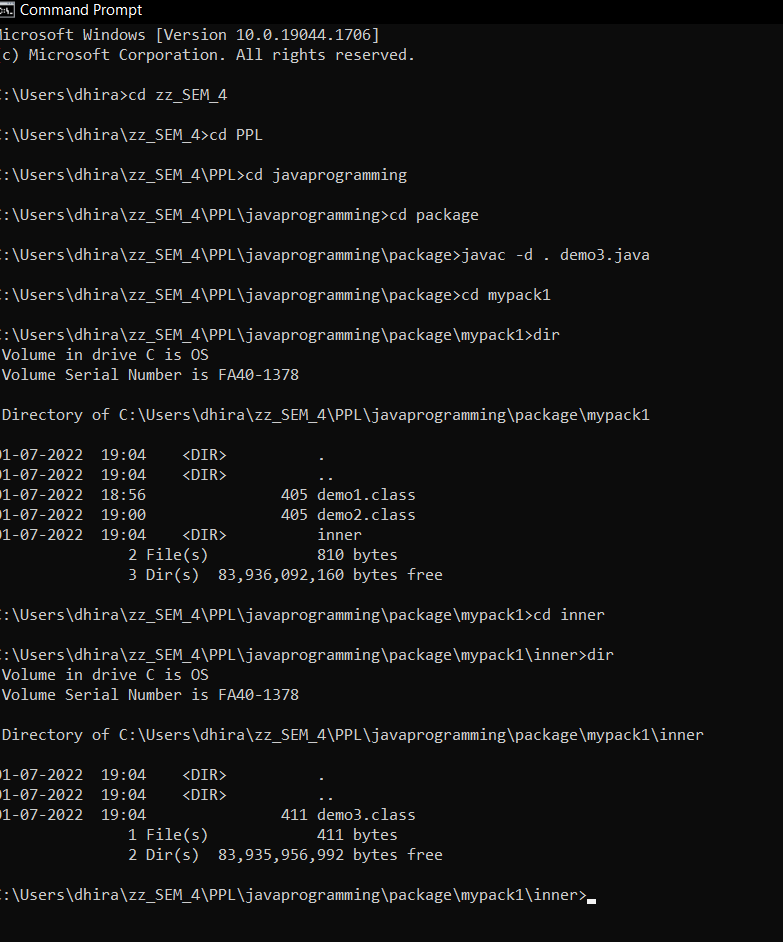 Command Prompt
Microsoft Windows [Version 10.0.19044.1706]
(c) Microsoft Corporation. All rights reserved.
C:\Users\dhira>cd zz_SEM_4
C:\Users\dhira\zz_SEM_4>cd PPL
C:\Users\dhira\zz_SEM_4\PPL>cd javaprogramming
C:\Users\dhira\zz_SEM_4\PPL\javaprogramming>cd package
C:\Users\dhira\zz_SEM_4\PPL\javaprogramming\package>javac -d . demo3.java
C:\Users\dhira\zz_SEM_4\PPL\javaprogramming\package>cd mypack1
C:\Users\dhira\zz_SEM_4\PPL\javaprogramming\package\mypack1>dir
Volume in drive C is OS
Volume Serial Number is FA40-1378
Directory of C:\Users\dhira\zz_SEM_4\PPL\javaprogramming\package\mypack1
01-07-2022 19:04 <DIR> .
01-07-2022 19:04 <DIR> ..
01-07-2022 18:56 405 demo1.class
01-07-2022 19:00 405 demo2.class
01-07-2022 19:04 <DIR> inner
2 File(s) 810 bytes
3 Dir(s) 83,936,092,160 bytes free
C:\Users\dhira\zz_SEM_4\PPL\javaprogramming\package\mypack1>cd inner
C:\Users\dhira\zz_SEM_4\PPL\javaprogramming\package\mypack1\inner>dir
Volume in drive C is OS
Volume Serial Number is FA40-1378
Directory of C:\Users\dhira\zz_SEM_4\PPL\javaprogramming\package\mypack1\inner
01-07-2022 19:04 <DIR> .
01-07-2022 19:04 <DIR> ..
01-07-2022 19:04 411 demo3.class
1 File(s) 411 bytes
2 Dir(s) 83,935,956,992 bytes free
C:\Users\dhira\zz_SEM_4\PPL\javaprogramming\package\mypack1\inner>